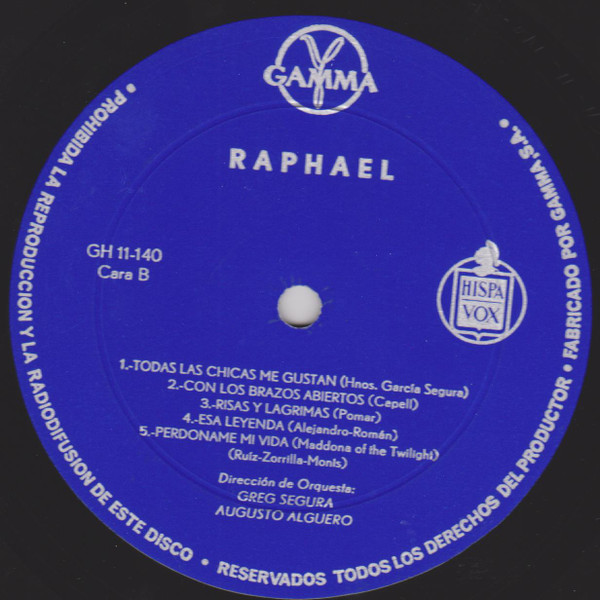 GAMMA
RAPHAEL
GH 11-140
Cara B
HISPA
VOX
1.-TODAS LAS CHICAS ME GUSTAN (Hnos. García Segura)
2.-CON LOS BRAZOS ABIERTOS (Capell)
3.-RISAS Y LAGRIMAS (Pomar)
4.-ESA LEYENDA (Alejandro-Román)
5.-PERDONAME MI VIDA (Maddona of the Twilight)
(Ruiz-Zorrilla-Monis)
Dirección de Orquesta:
GREG SEGURA
AUGUSTO ALGUERO
• PROHIBIDA LA REPRODUCCION Y LA RADIODIFUSION DE ESTE DISCO • RESERVADOS TODOS LOS DERECHOS DEL PRODUCTOR • FABRICADO POR GAMMA, S.A. •